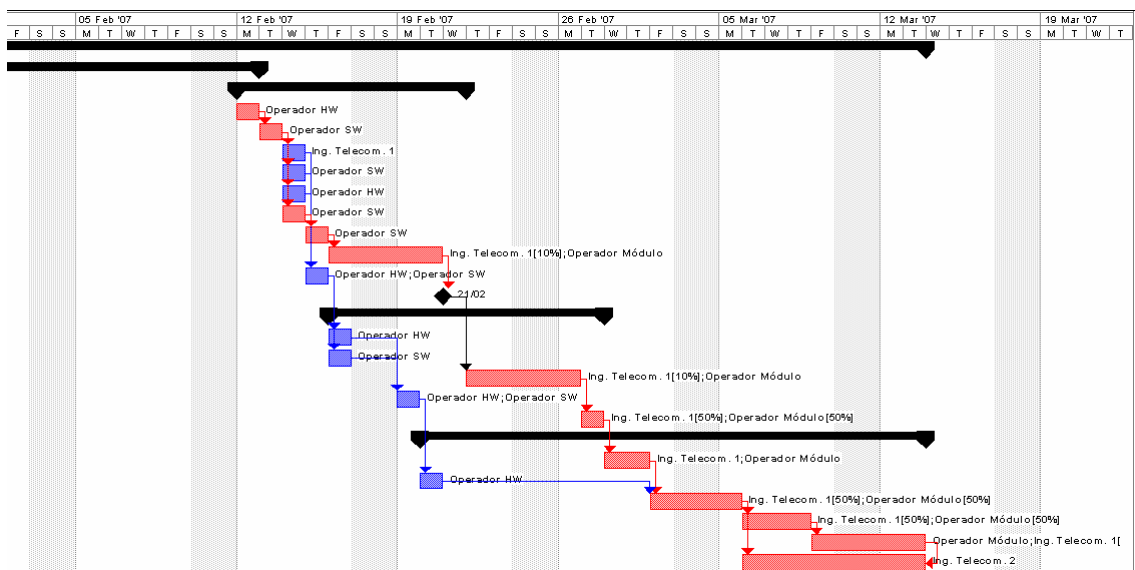 05 Feb '07 12 Feb '07 19 Feb '07 26 Feb '07 05 Mar '07 12 Mar '07 19 Mar '07
F S S M T W T F S S M T W T F S S M T W T F S S M T W T F S S M T W T F S S M T W T F S S M T W T
Operador HW
Operador SW
Ing. Telecom. 1
Operador SW
Operador HW
Operador SW
Operador SW
Ing. Telecom. 1[10%];Operador Módulo
Operador HW;Operador SW
21/02
Operador HW
Operador SW
Ing. Telecom. 1[10%];Operador Módulo
Operador HW;Operador SW
Ing. Telecom. 1[50%];Operador Módulo[50%]
Ing. Telecom. 1;Operador Módulo
Operador HW
Ing. Telecom. 1[50%];Operador Módulo[50%]
Ing. Telecom. 1[50%];Operador Módulo[50%]
Operador Módulo;Ing. Telecom. 1[
Ing. Telecom. 2